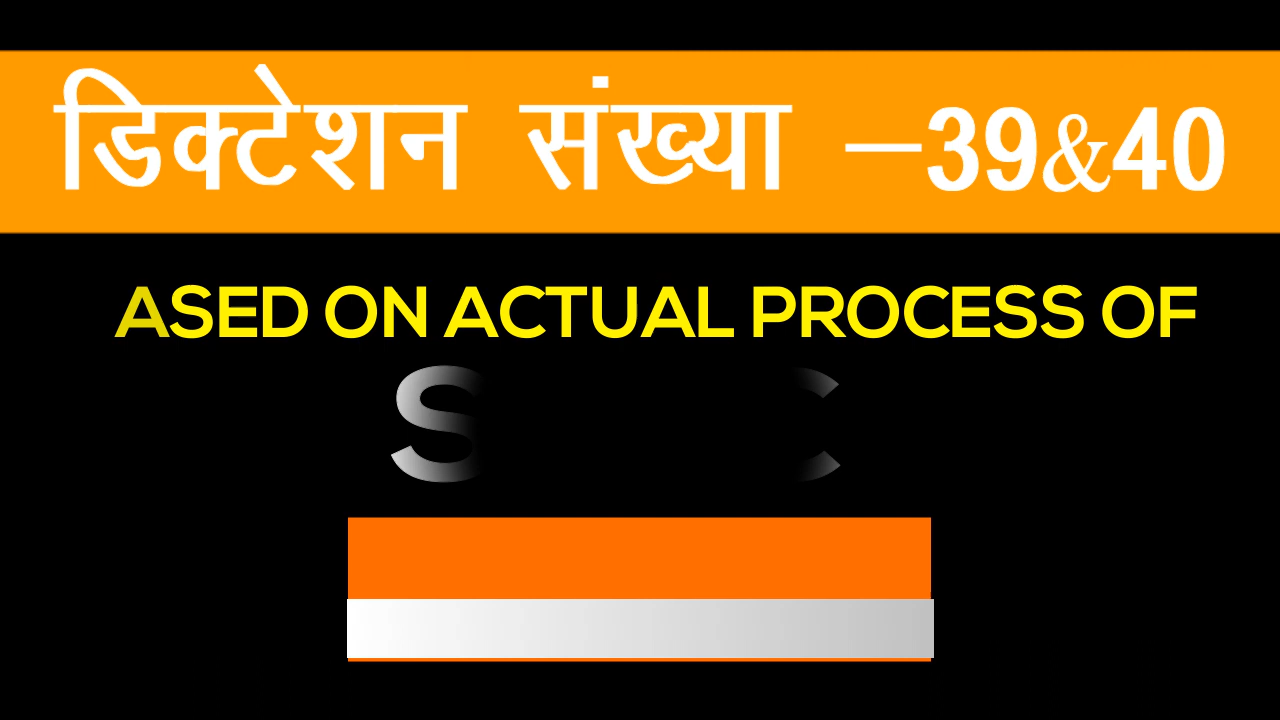 डिक्टेशन संख्या –39&40
ASED ON ACTUAL PROCESS OF